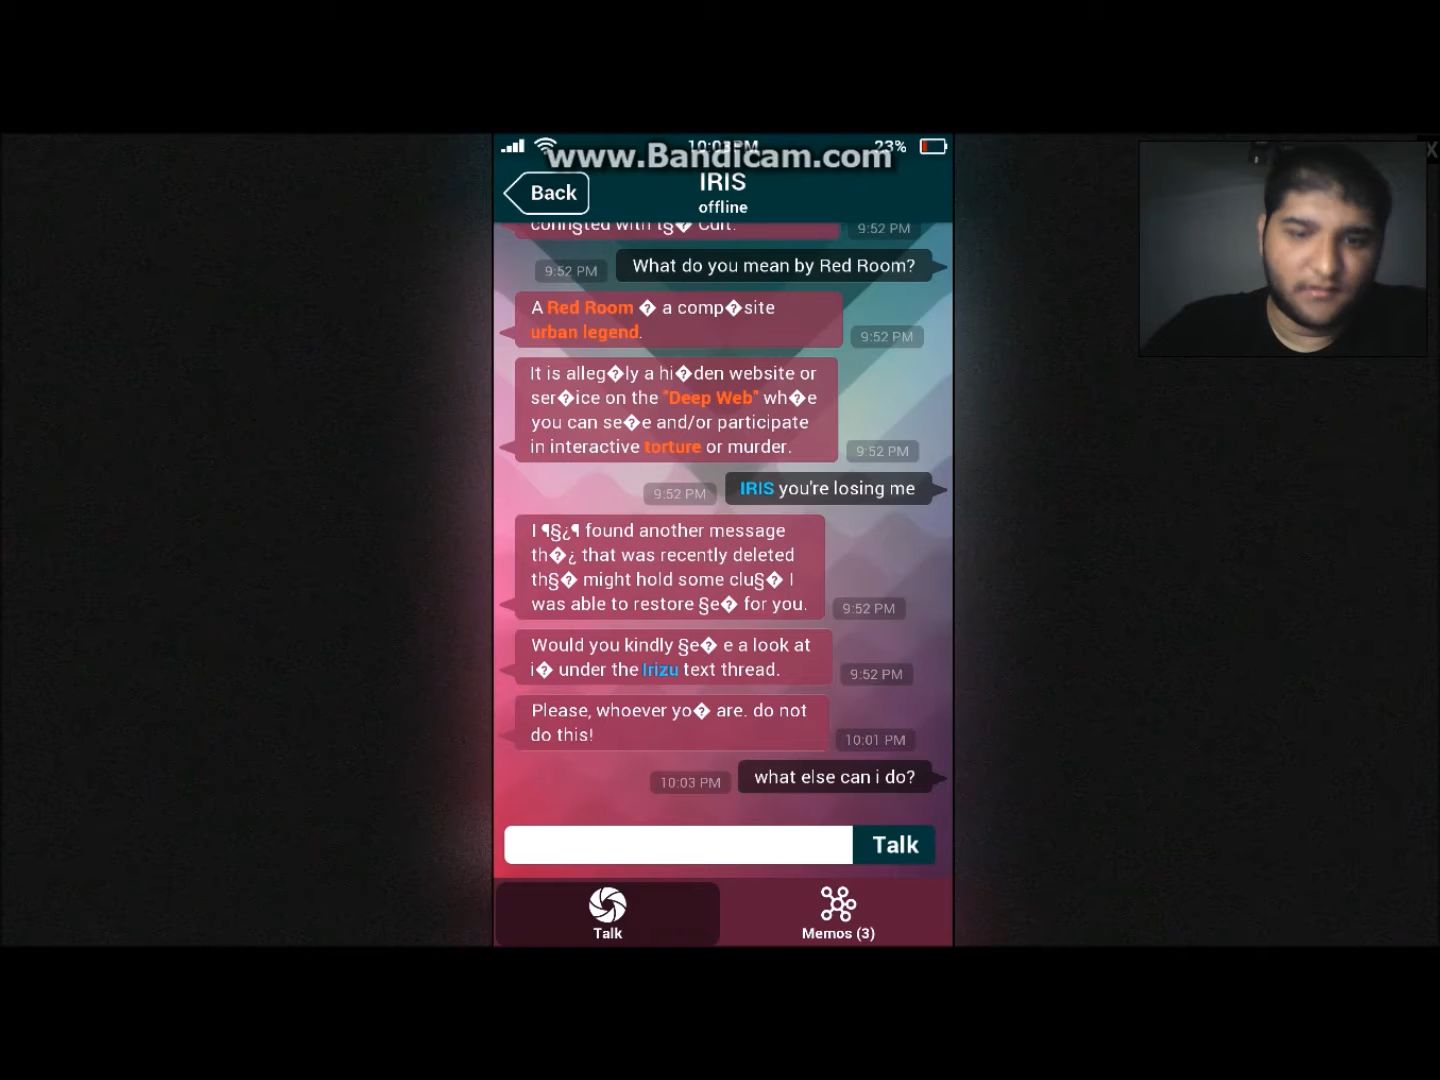 10:03 PM
23%
www.Bandicam.com
X
Back
IRIS
offline
9:52 PM
What do you mean by Red Room?
9:52 PM
A Red Room � a comp�site
urban legend.
9:52 PM
It is alleg�ly a hi�den website or
ser�ice on the "Deep Web" wh�e
you can se�e and/or participate
in interactive torture or murder.
9:52 PM
IRIS you're losing me
9:52 PM
I ¶§¿¶ found another message
th�¿ that was recently deleted
th§� might hold some clu§� I
was able to restore §e� for you.
9:52 PM
Would you kindly §e� e a look at
i� under the Irizu text thread.
9:52 PM
Please, whoever yo� are. do not
do this!
10:01 PM
what else can i do?
10:03 PM
Talk
Talk
Memos (3)